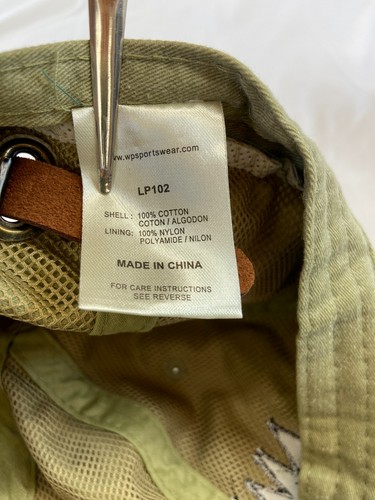 www.wpsportswear.com
LP102
SHELL: 100% COTTON
COTON / ALGODON
LINING: 100% NYLON
POLYAMIDE / NILON
MADE IN CHINA
FOR CARE INSTRUCTIONS
SEE REVERSE